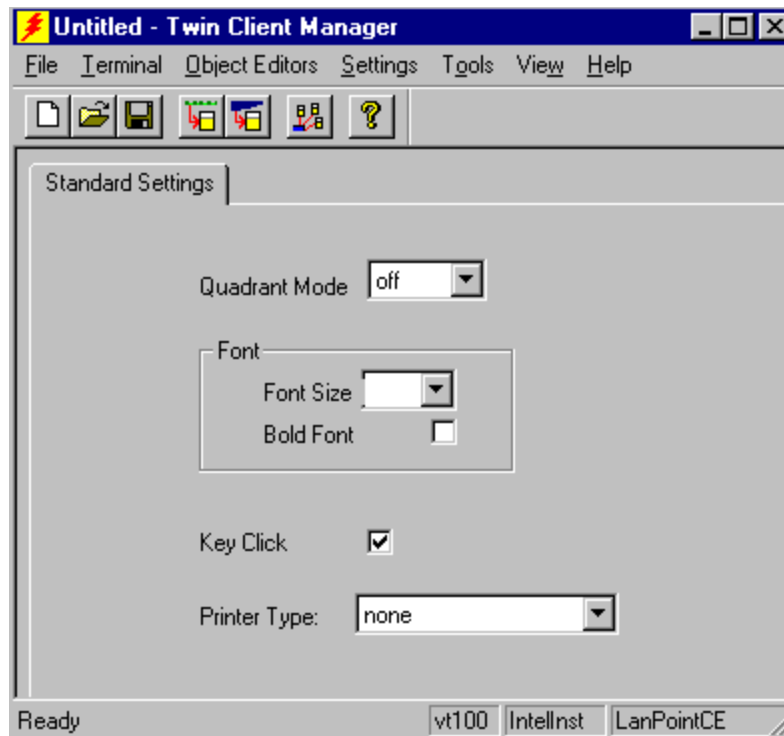 Untitled - Twin Client Manager
File Terminal Object Editors Settings Tools View Help
Standard Settings
Quadrant Mode off
Font
Font Size
Bold Font
Key Click
Printer Type: none
Ready vt100 IntelInst LanPointCE